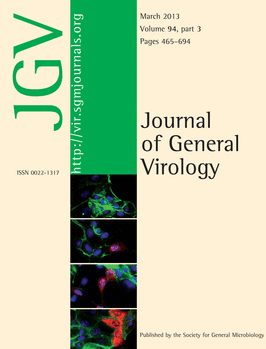 JGV
ISSN 0022-1317
http://vir.sgmjournals.org
March 2013
Volume 94, part 3
Pages 465–694
Journal
of General
Virology
Published by the Society for General Microbiology